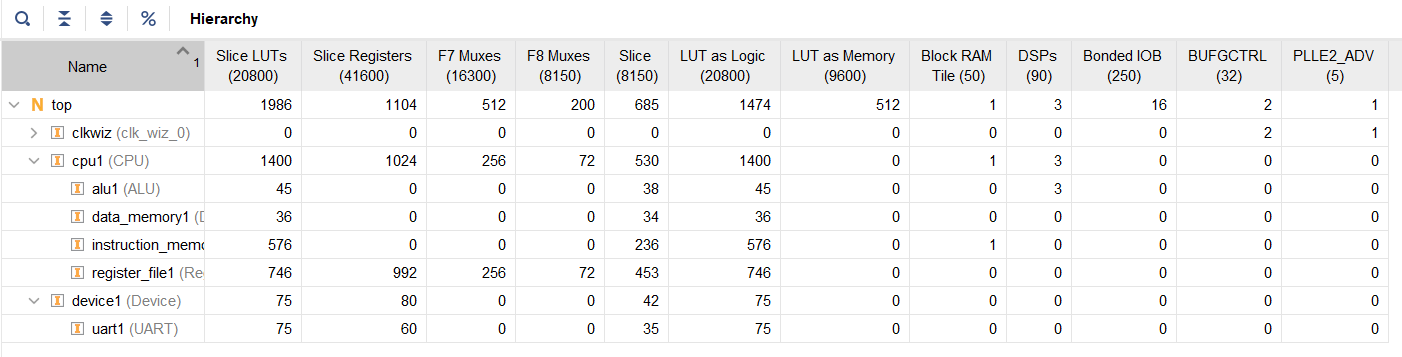 % Hierarchy
Name 1 Slice LUTs (20800) Slice Registers (41600) F7 Muxes (16300) F8 Muxes (8150) Slice (8150) LUT as Logic (20800) LUT as Memory (9600) Block RAM Tile (50) DSPs (90) Bonded IOB (250) BUFGCTRL (32) PLLE2_ADV (5)
N top 1986 1104 512 200 685 1474 512 1 3 16 2 1
I clkwiz (clk_wiz_0) 0 0 0 0 0 0 0 0 0 0 2 1
I cpu1 (CPU) 1400 1024 256 72 530 1400 0 1 3 0 0 0
I alu1 (ALU) 45 0 0 0 38 45 0 0 3 0 0 0
I data_memory1 (D 36 0 0 0 34 36 0 0 0 0 0 0
I instruction_memo 576 0 0 0 236 576 0 1 0 0 0 0
I register_file1 (Re 746 992 256 72 453 746 0 0 0 0 0 0
I device1 (Device) 75 80 0 0 42 75 0 0 0 0 0 0
I uart1 (UART) 75 60 0 0 35 75 0 0 0 0 0 0